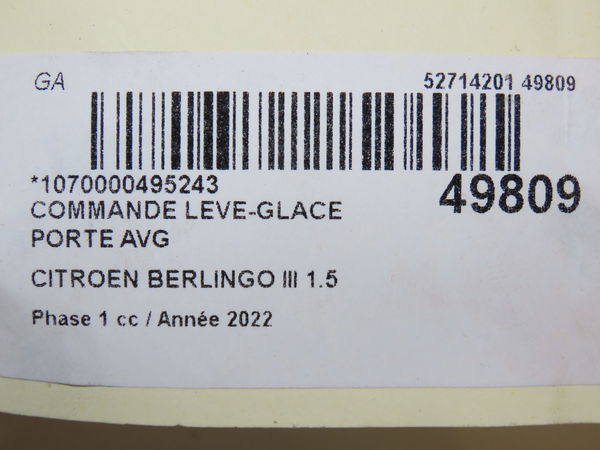 GA 52714201 49809
*1070000495243 49809
COMMANDE LEVE-GLACE
PORTE AVG
CITROEN BERLINGO III 1.5
Phase 1 cc / Année 2022